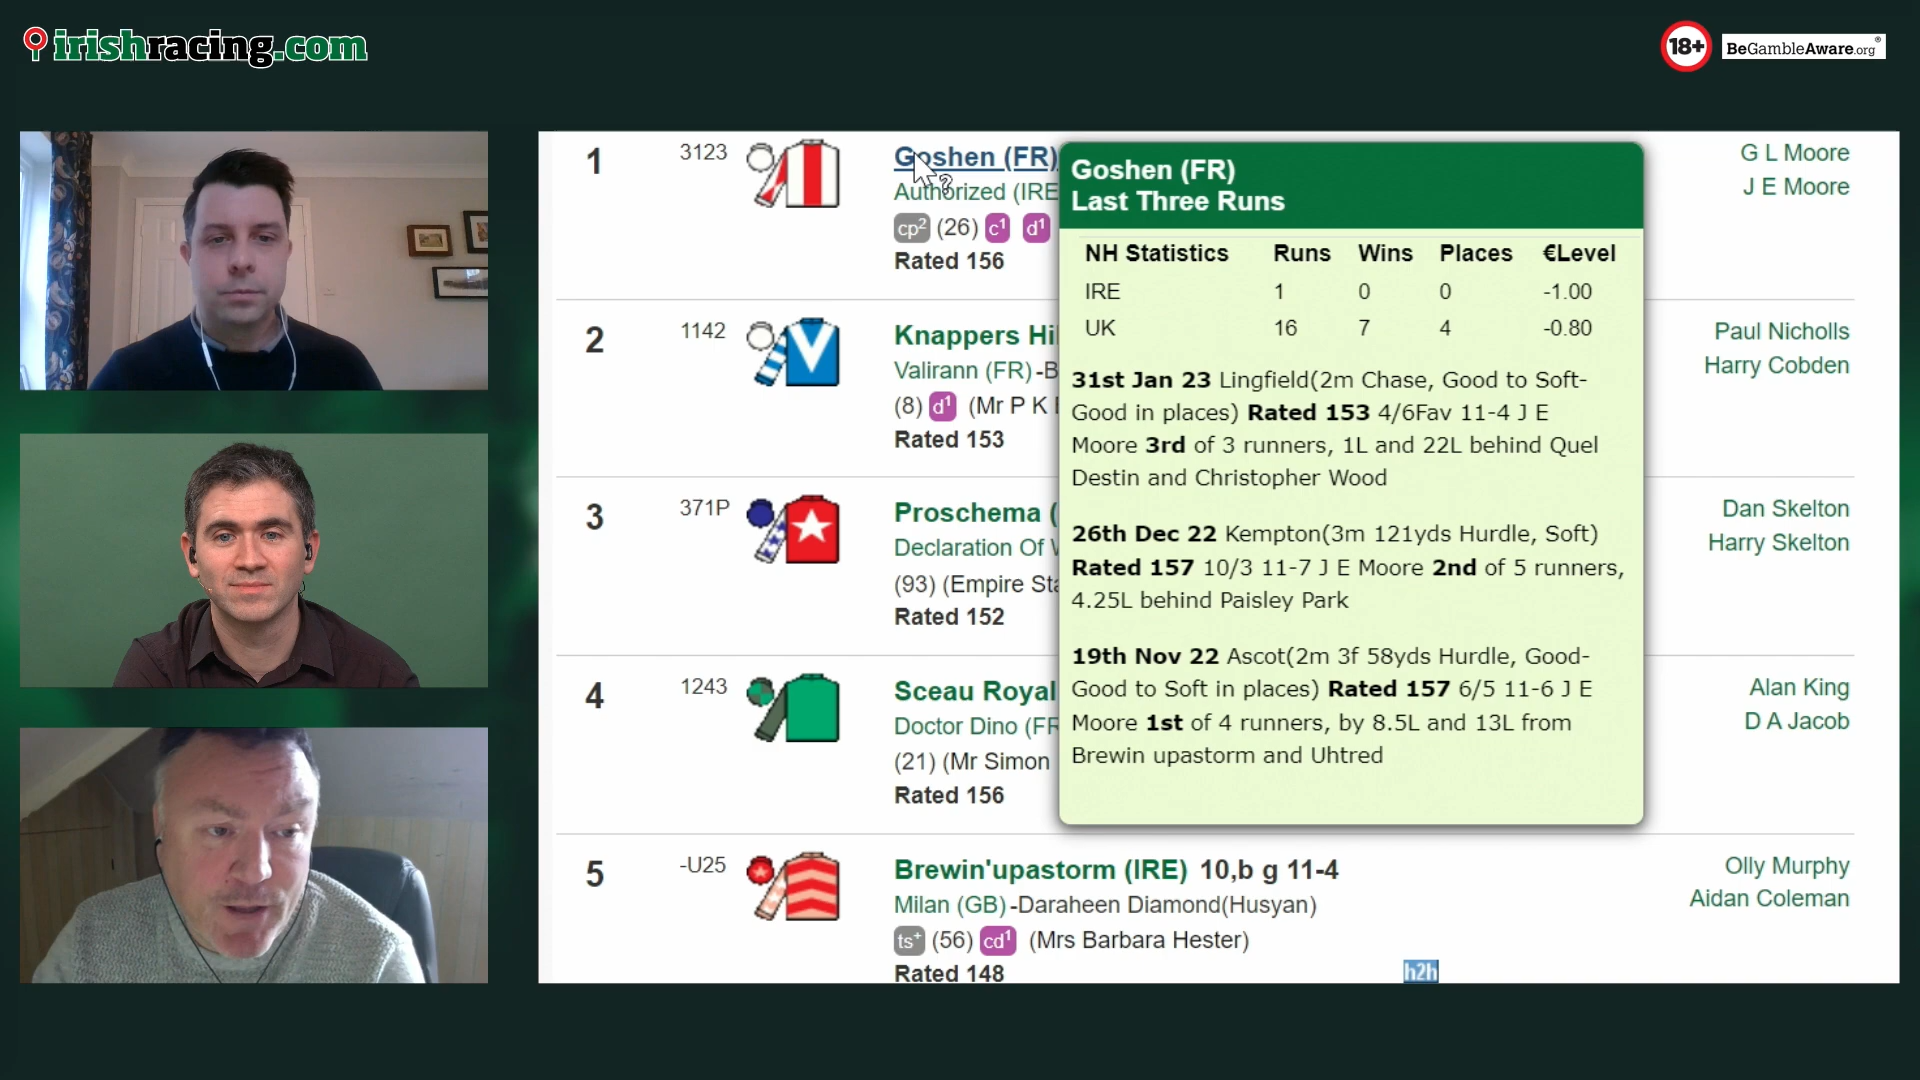 irishracing.com
18+
BeGambleAware.org®
1
3123
Goshen (FR)
Authorized (IRE
cp² (26) c¹ d¹
Rated 156
G L Moore
J E Moore
Goshen (FR)
Last Three Runs
NH Statistics Runs Wins Places €Level
IRE 1 0 0 -1.00
UK 16 7 4 -0.80
31st Jan 23 Lingfield(2m Chase, Good to Soft-
Good in places) Rated 153 4/6Fav 11-4 J E
Moore 3rd of 3 runners, 1L and 22L behind Quel
Destin and Christopher Wood
26th Dec 22 Kempton(3m 121yds Hurdle, Soft)
Rated 157 10/3 11-7 J E Moore 2nd of 5 runners,
4.25L behind Paisley Park
19th Nov 22 Ascot(2m 3f 58yds Hurdle, Good-
Good to Soft in places) Rated 157 6/5 11-6 J E
Moore 1st of 4 runners, by 8.5L and 13L from
Brewin upastorm and Uhtred
2
1142
Knappers Hi
Valirann (FR)-B
(8) d¹ (Mr P K
Rated 153
Paul Nicholls
Harry Cobden
3
371P
Proschema (
Declaration Of
(93) (Empire Sta
Rated 152
Dan Skelton
Harry Skelton
4
1243
Sceau Royal
Doctor Dino (FR
(21) (Mr Simon
Rated 156
Alan King
D A Jacob
5
-U25
Brewin'upastorm (IRE) 10,b g 11-4
Milan (GB)-Daraheen Diamond(Husyan)
ts⁺ (56) cd¹ (Mrs Barbara Hester)
Rated 148
h2h
Olly Murphy
Aidan Coleman